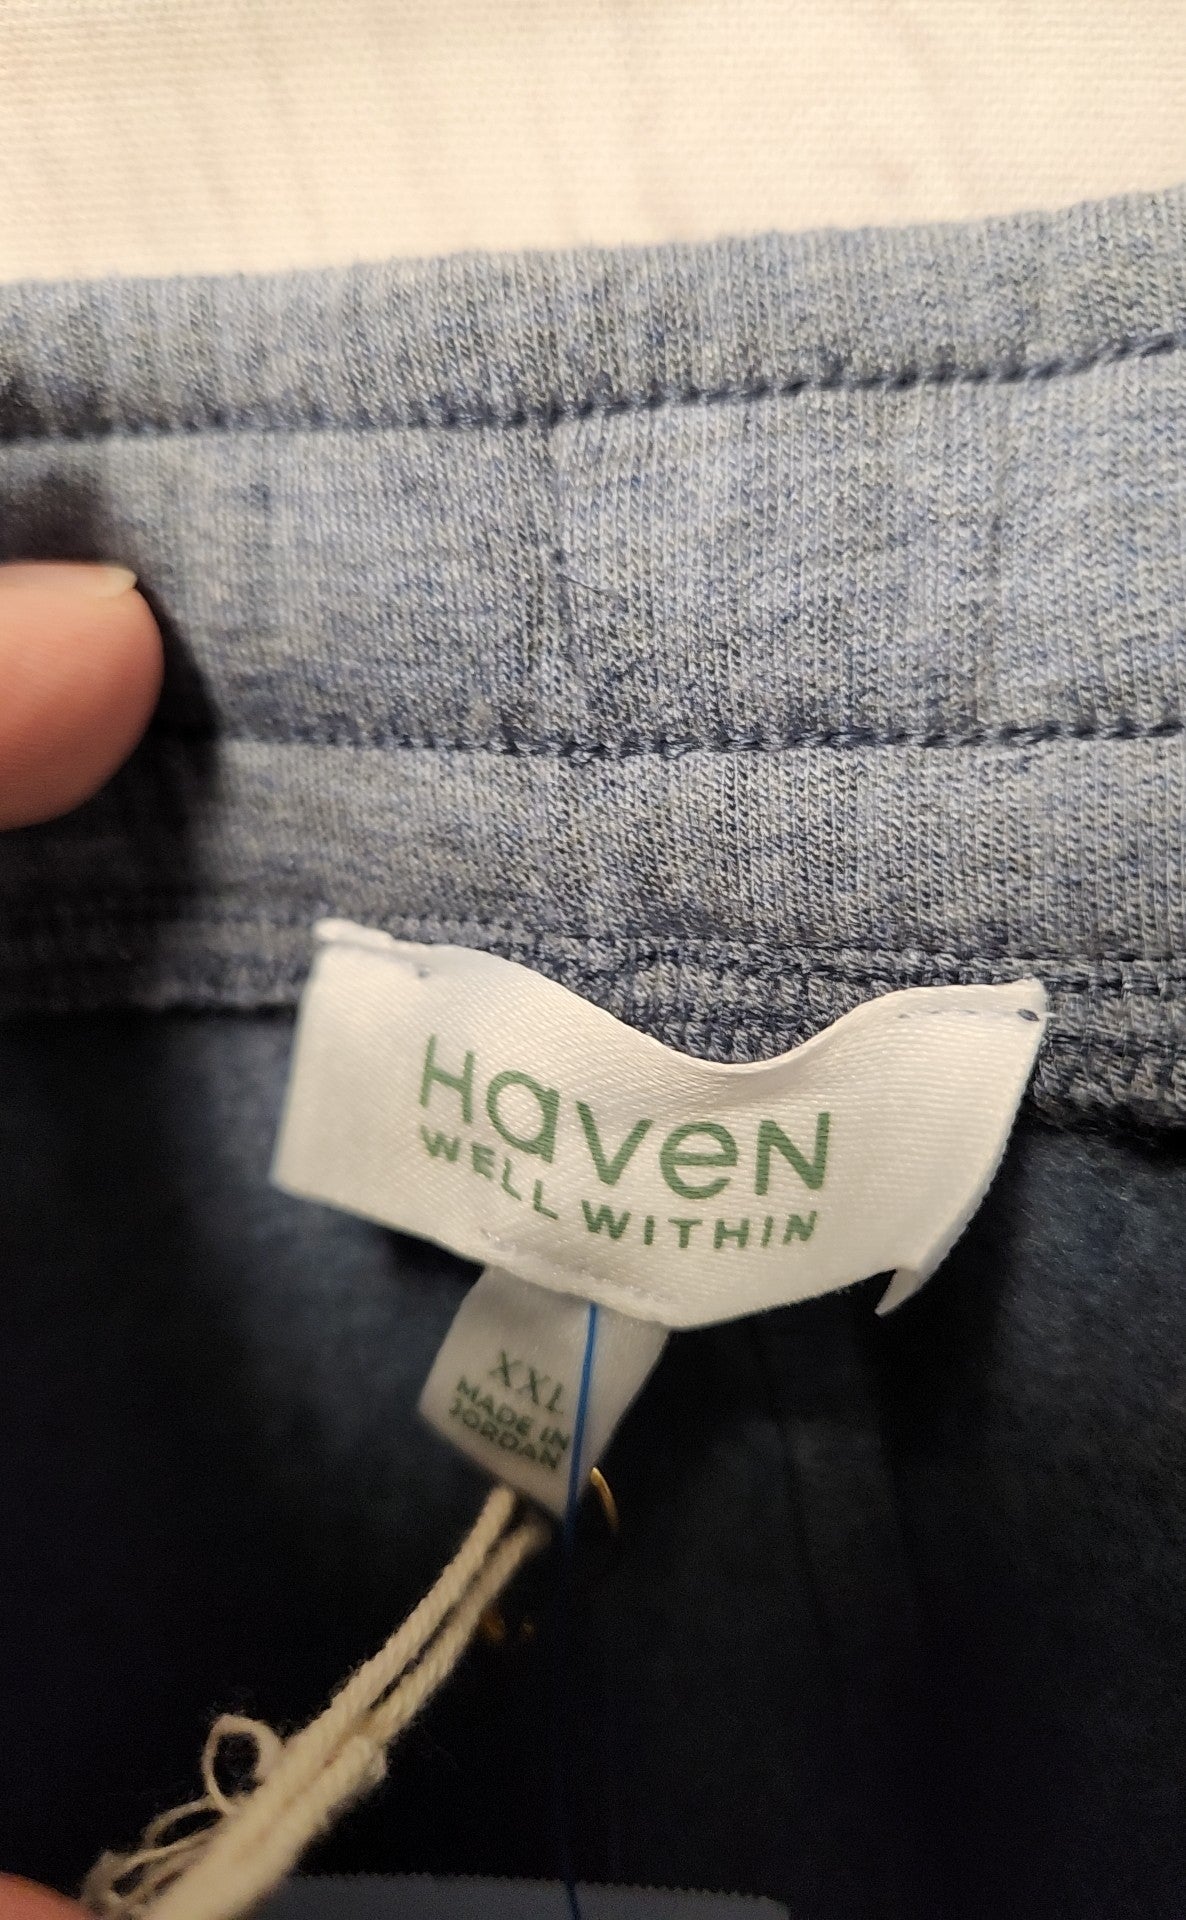 Haven
WELL WITHIN
XXL
MADE IN
JORDAN